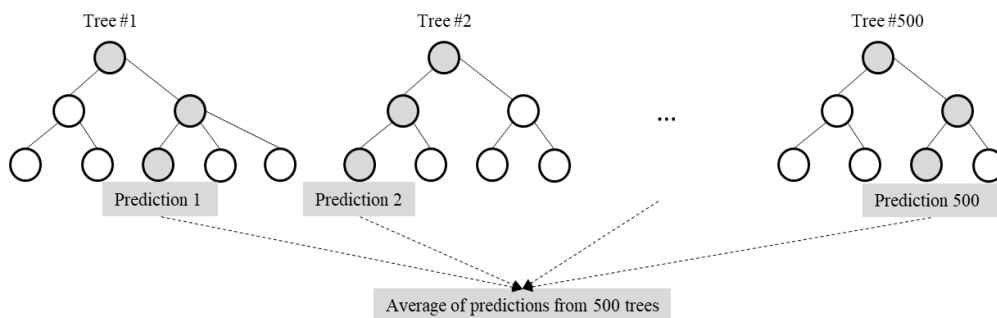 Tree #1
Tree #2
Tree #500
...
Prediction 1
Prediction 2
Prediction 500
Average of predictions from 500 trees